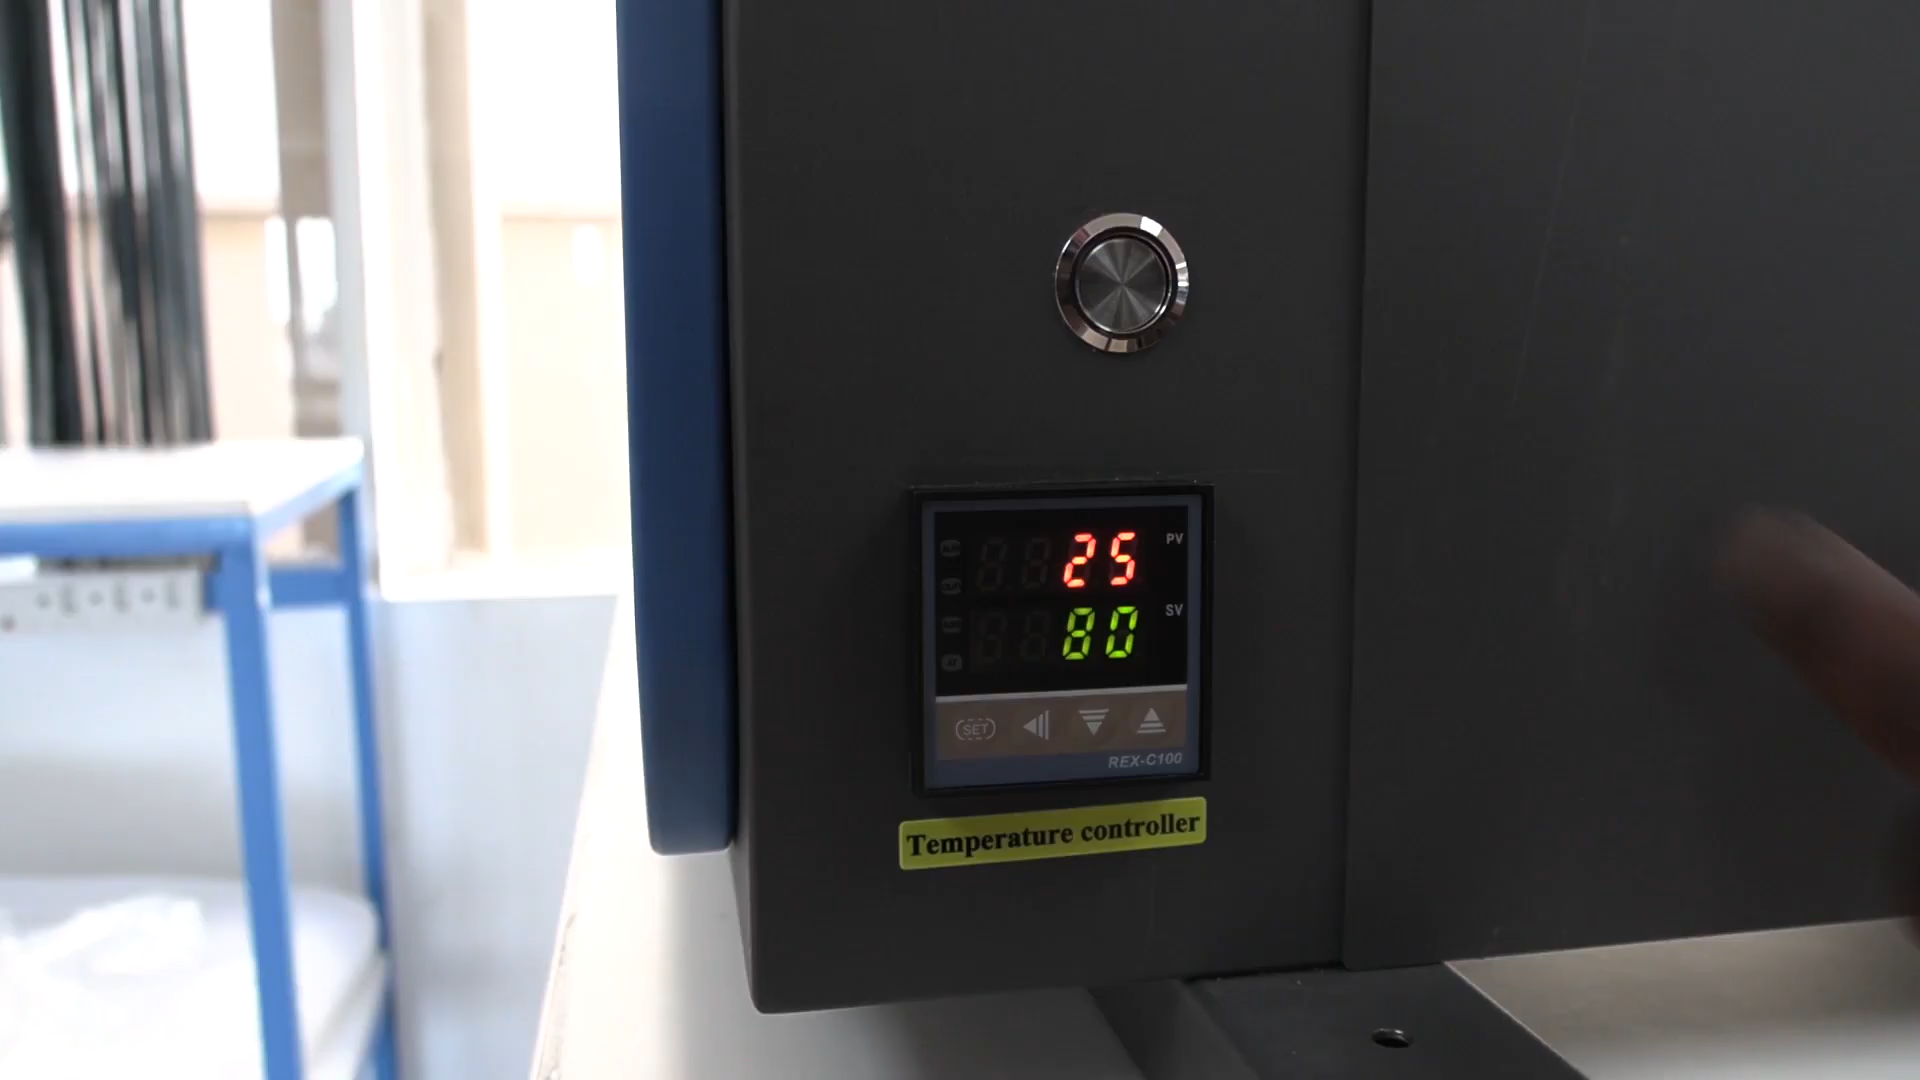 25 PV
80 SV
SET
REX-C100
Temperature controller